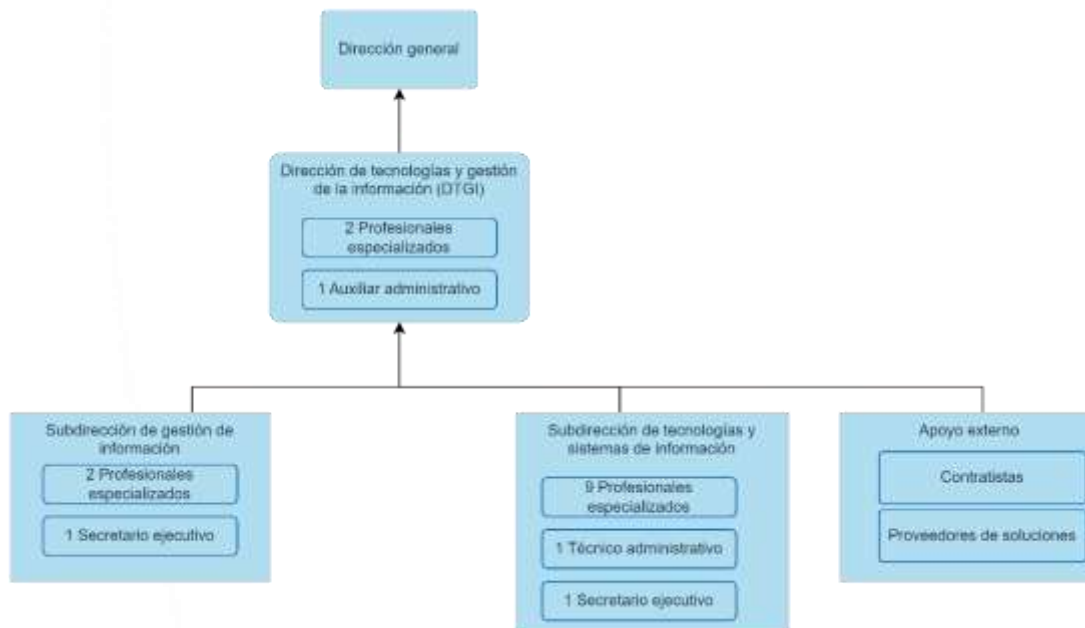 Dirección general
Dirección de tecnologías y gestión
de la información (DTGI)
2 Profesionales
especializados
1 Auxiliar administrativo
Subdirección de gestión de
información
2 Profesionales
especializados
1 Secretario ejecutivo
Subdirección de tecnologías y
sistemas de información
9 Profesionales
especializados
1 Técnico administrativo
1 Secretario ejecutivo
Apoyo externo
Contratistas
Proveedores de soluciones